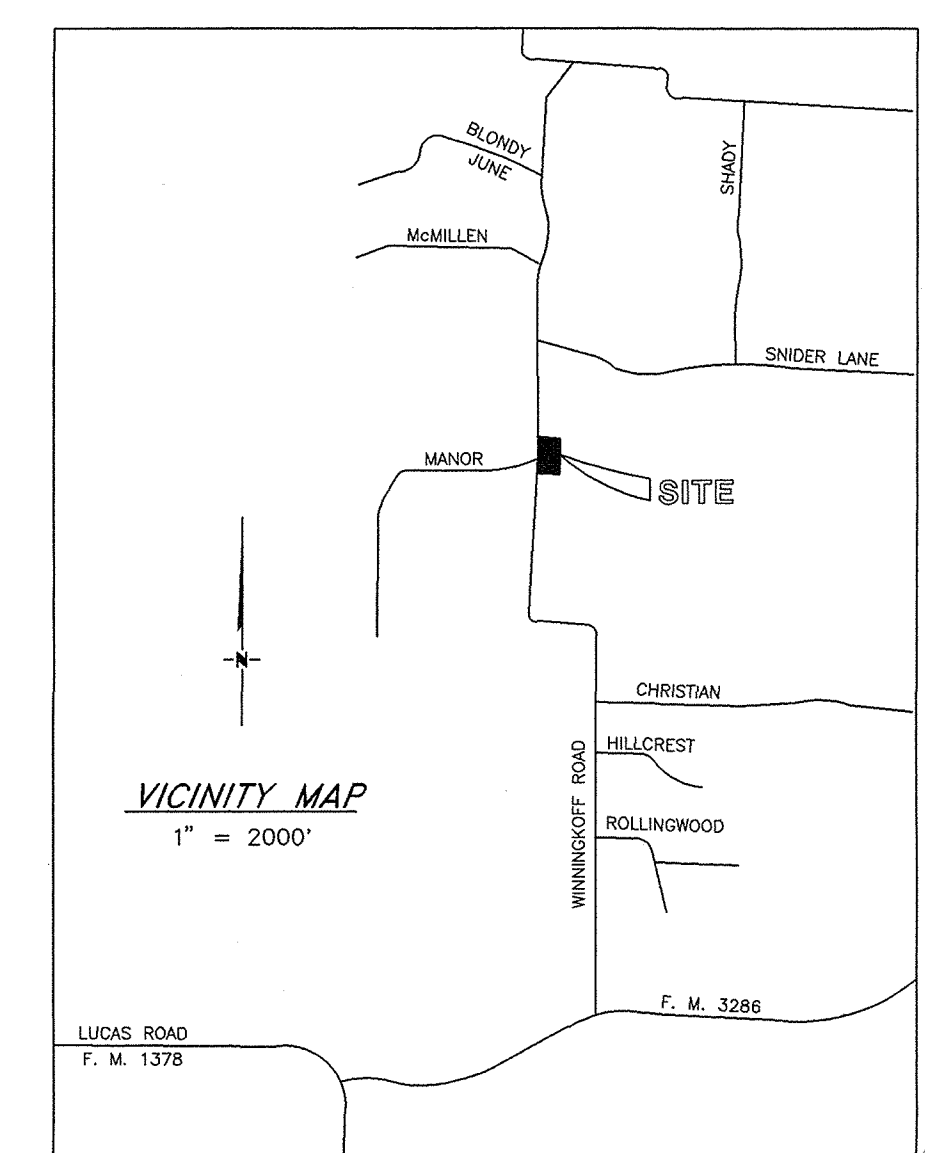 BLONDY
JUNE
SHADY
McMILLEN
SNIDER LANE
MANOR
SITE
N
CHRISTIAN
HILLCREST
WINNINGKOFF ROAD
VICINITY MAP
1" = 2000'
ROLLINGWOOD
F. M. 3286
LUCAS ROAD
F. M. 1378